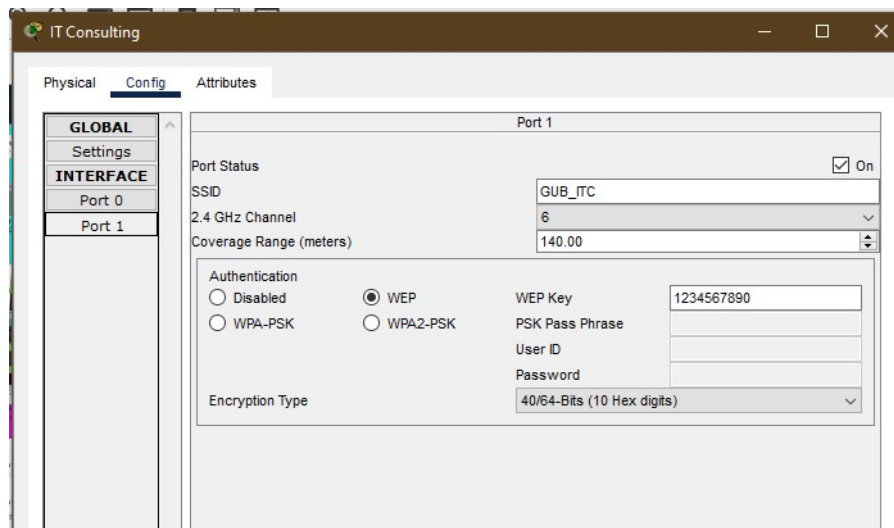 IT Consulting
Physical Config Attributes
GLOBAL
Settings
INTERFACE
Port 0
Port 1
Port 1
Port Status On
SSID GUB_ITC
2.4 GHz Channel 6
Coverage Range (meters) 140.00
Authentication
Disabled WEP WEP Key 1234567890
WPA-PSK WPA2-PSK PSK Pass Phrase
User ID
Password
Encryption Type 40/64-Bits (10 Hex digits)